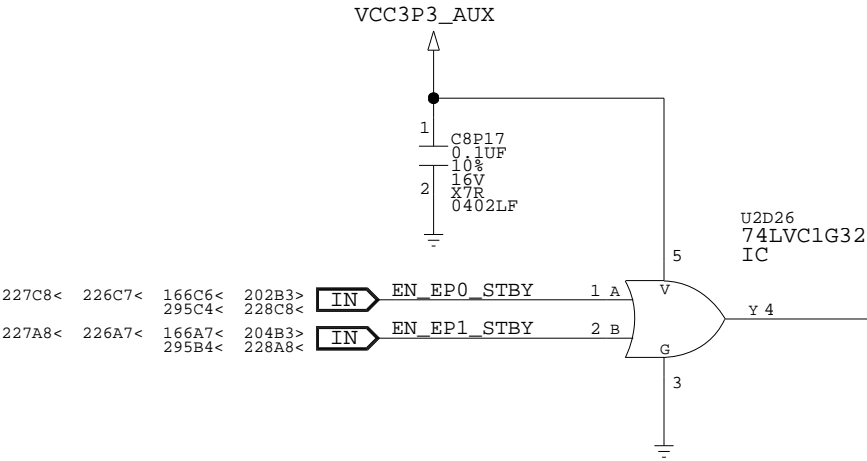 VCC3P3_AUX
1
C8P17
0.1UF
10%
16V
X7R
0402LF
2
U2D26
74LVC1G32
IC
5
V
227C8< 226C7< 166C6< 202B3> IN EN_EP0_STBY 1 A
295C4< 228C8<
Y 4
227A8< 226A7< 166A7< 204B3> IN EN_EP1_STBY 2 B
295B4< 228A8<
G
3